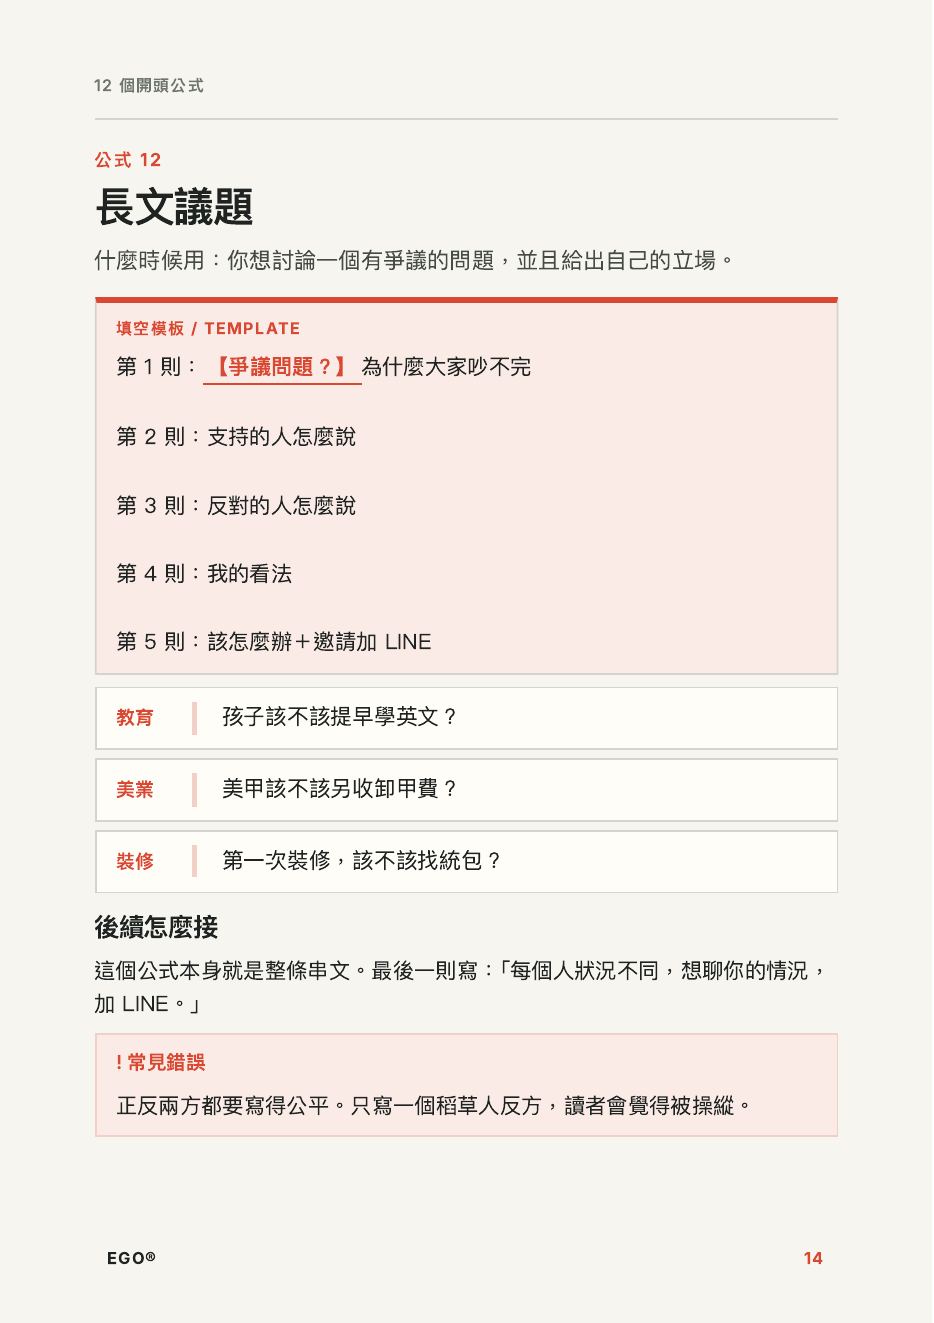 12 個開頭公式
公式 12
長文議題
什麼時候用：你想討論一個有爭議的問題，並且給出自己的立場。
填空模板 / TEMPLATE
第 1 則：【爭議問題？】為什麼大家吵不完
第 2 則：支持的人怎麼說
第 3 則：反對的人怎麼說
第 4 則：我的看法
第 5 則：該怎麼辦＋邀請加 LINE
教育 孩子該不該提早學英文？
美業 美甲該不該另收卸甲費？
裝修 第一次裝修，該不該找統包？
後續怎麼接
這個公式本身就是整條串文。最後一則寫：「每個人狀況不同，想聊你的情況，
加 LINE。」
! 常見錯誤
正反兩方都要寫得公平。只寫一個稻草人反方，讀者會覺得被操縱。
EGO®
14